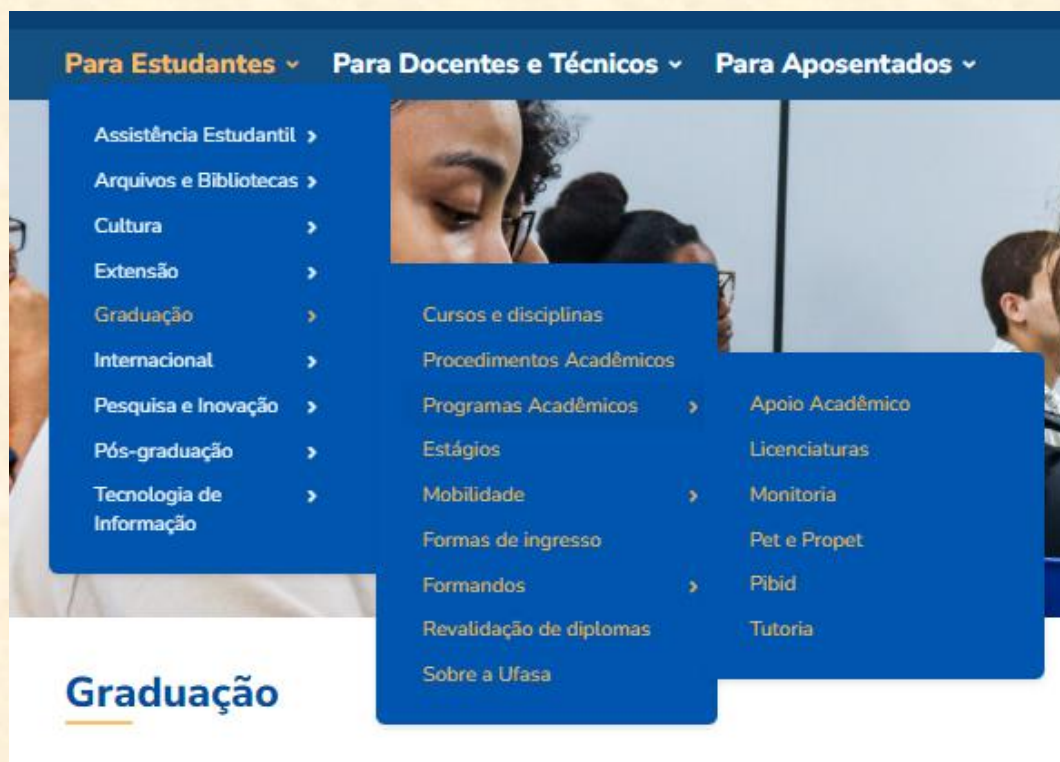 Para Estudantes
Para Docentes e Técnicos
Para Aposentados
Assistência Estudantil
Arquivos e Bibliotecas
Cultura
Extensão
Graduação
Internacional
Pesquisa e Inovação
Pós-graduação
Tecnologia de
Informação
Cursos e disciplinas
Procedimentos Acadêmicos
Programas Acadêmicos
Estágios
Mobilidade
Formas de ingresso
Formandos
Revalidação de diplomas
Sobre a Ufasa
Apoio Acadêmico
Licenciaturas
Monitoria
Pet e Propet
Pibid
Tutoria
Graduação